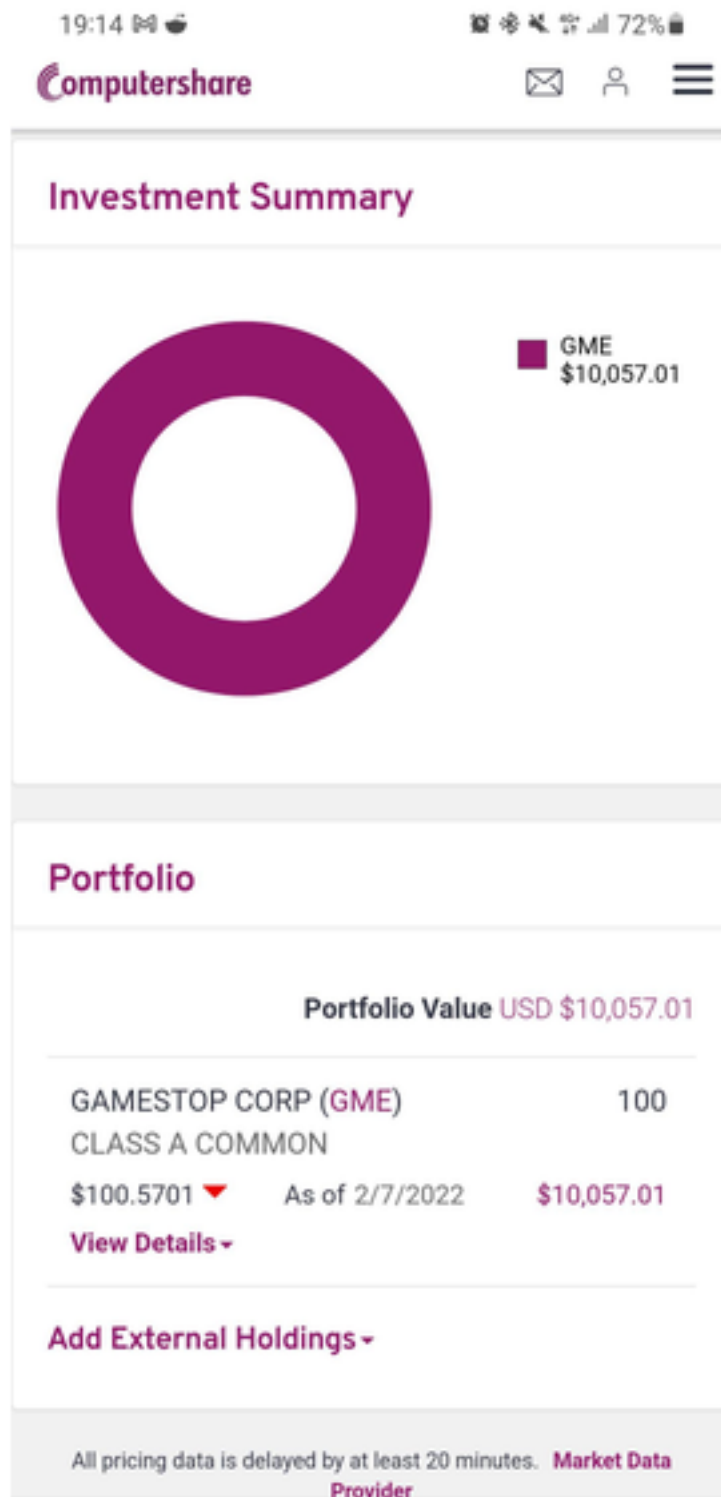 19:14 72%
Computershare
Investment Summary
GME
$10,057.01
Portfolio
Portfolio Value USD $10,057.01
GAMESTOP CORP (GME) 100
CLASS A COMMON
$100.5701 As of 2/7/2022 $10,057.01
View Details
Add External Holdings
All pricing data is delayed by at least 20 minutes. Market Data
Provider